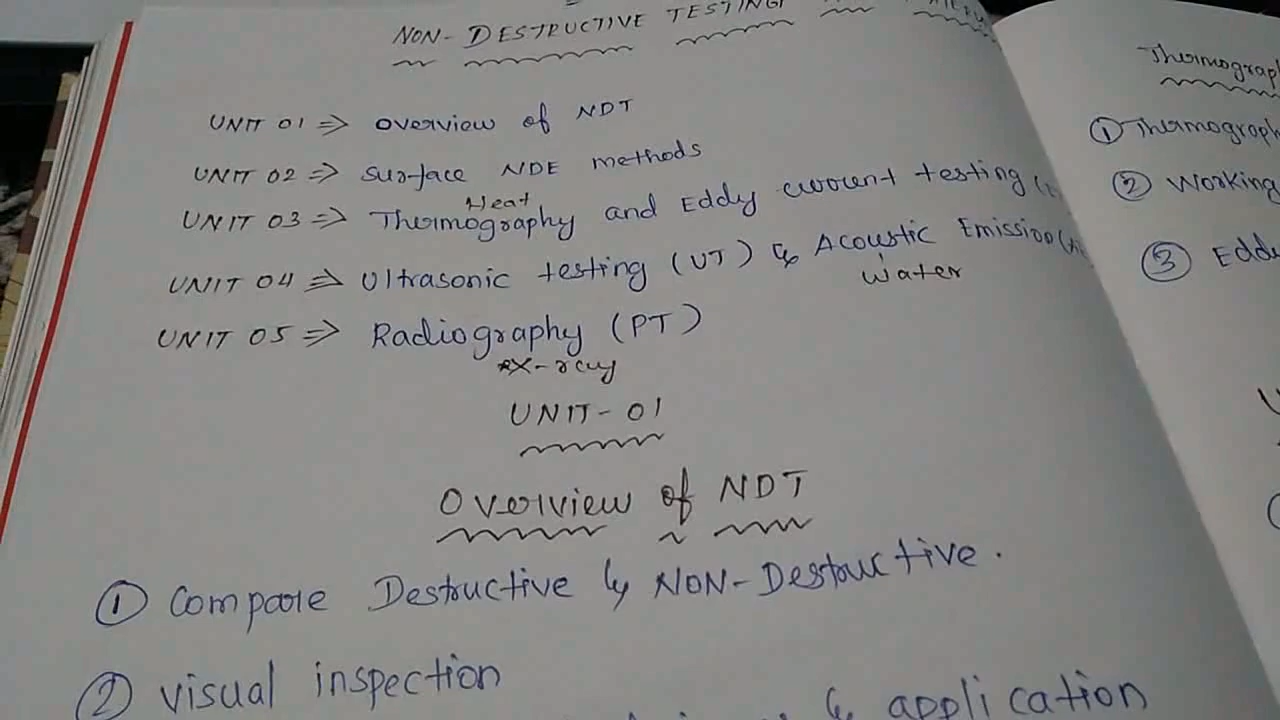 NON-DESTRUCTIVE TESTING
UNIT 01 ⇒ Overview of NDT
UNIT 02 ⇒ Surface NDE methods
Heat
UNIT 03 ⇒ Thermography and Eddy current testing (
UNIT 04 ⇒ Ultrasonic testing (UT) & Acoustic Emission (
Water
UNIT 05 ⇒ Radiography (PT)
X-ray
UNIT-01
Overview of NDT
① Compare Destructive & NON-Destructive.
② Visual inspection
& application
Thermograph
① Thermograph
② Working
③ Edd